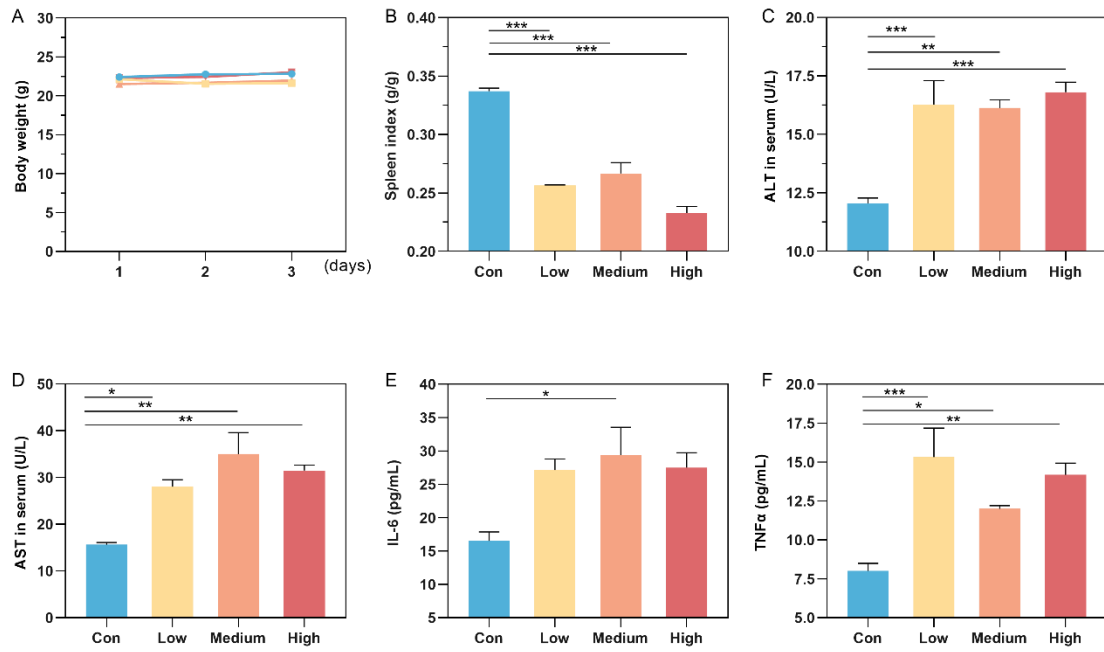 A
Body weight (g)
30
25
20
15
10
5
0
1 2 3 (days)
B
Spleen index (g/g)
0.40
0.35
0.30
0.25
0.20
***
***
***
Con Low Medium High
C
ALT in serum (U/L)
20.0
17.5
15.0
12.5
10.0
***
**
***
Con Low Medium High
D
AST in serum (U/L)
50
40
30
20
10
0
*
**
**
Con Low Medium High
E
IL-6 (pg/mL)
40
35
30
25
20
15
10
5
*
Con Low Medium High
F
TNFα (pg/mL)
20.0
17.5
15.0
12.5
10.0
7.5
5.0
***
*
**
Con Low Medium High